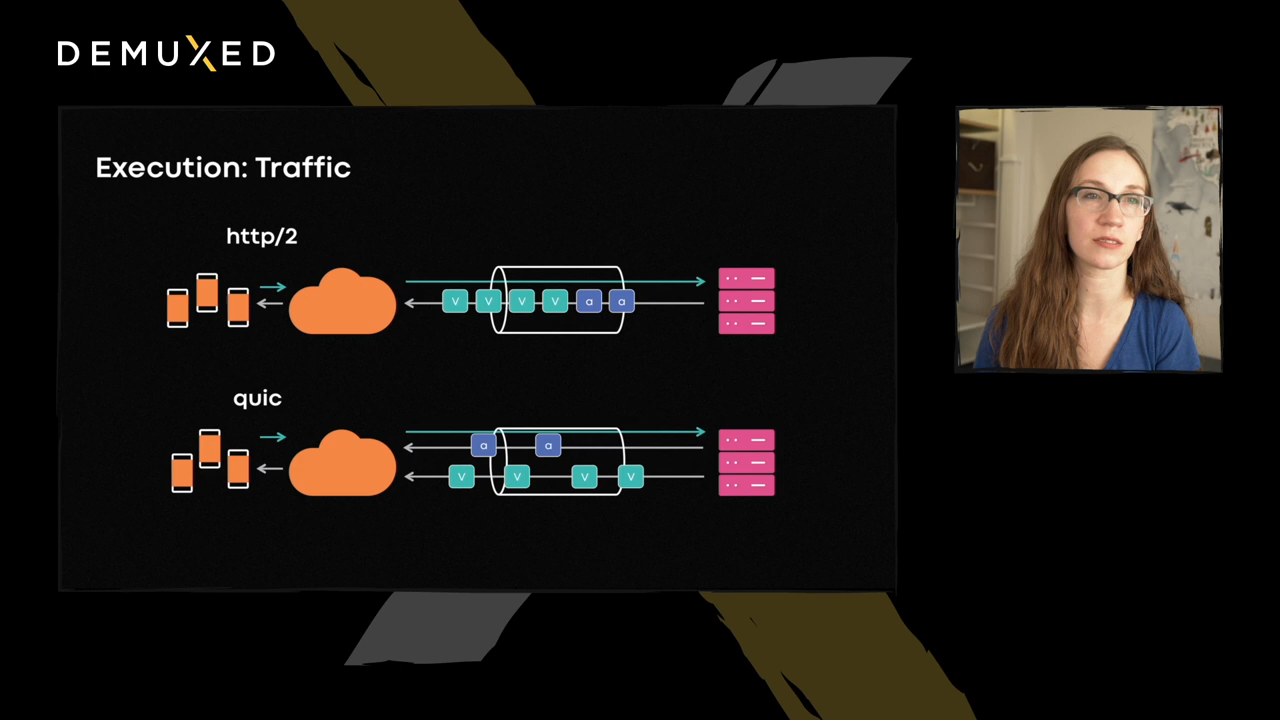 DEMUXED
Execution: Traffic
http/2
V V V V a a
quic
a a
V V V V